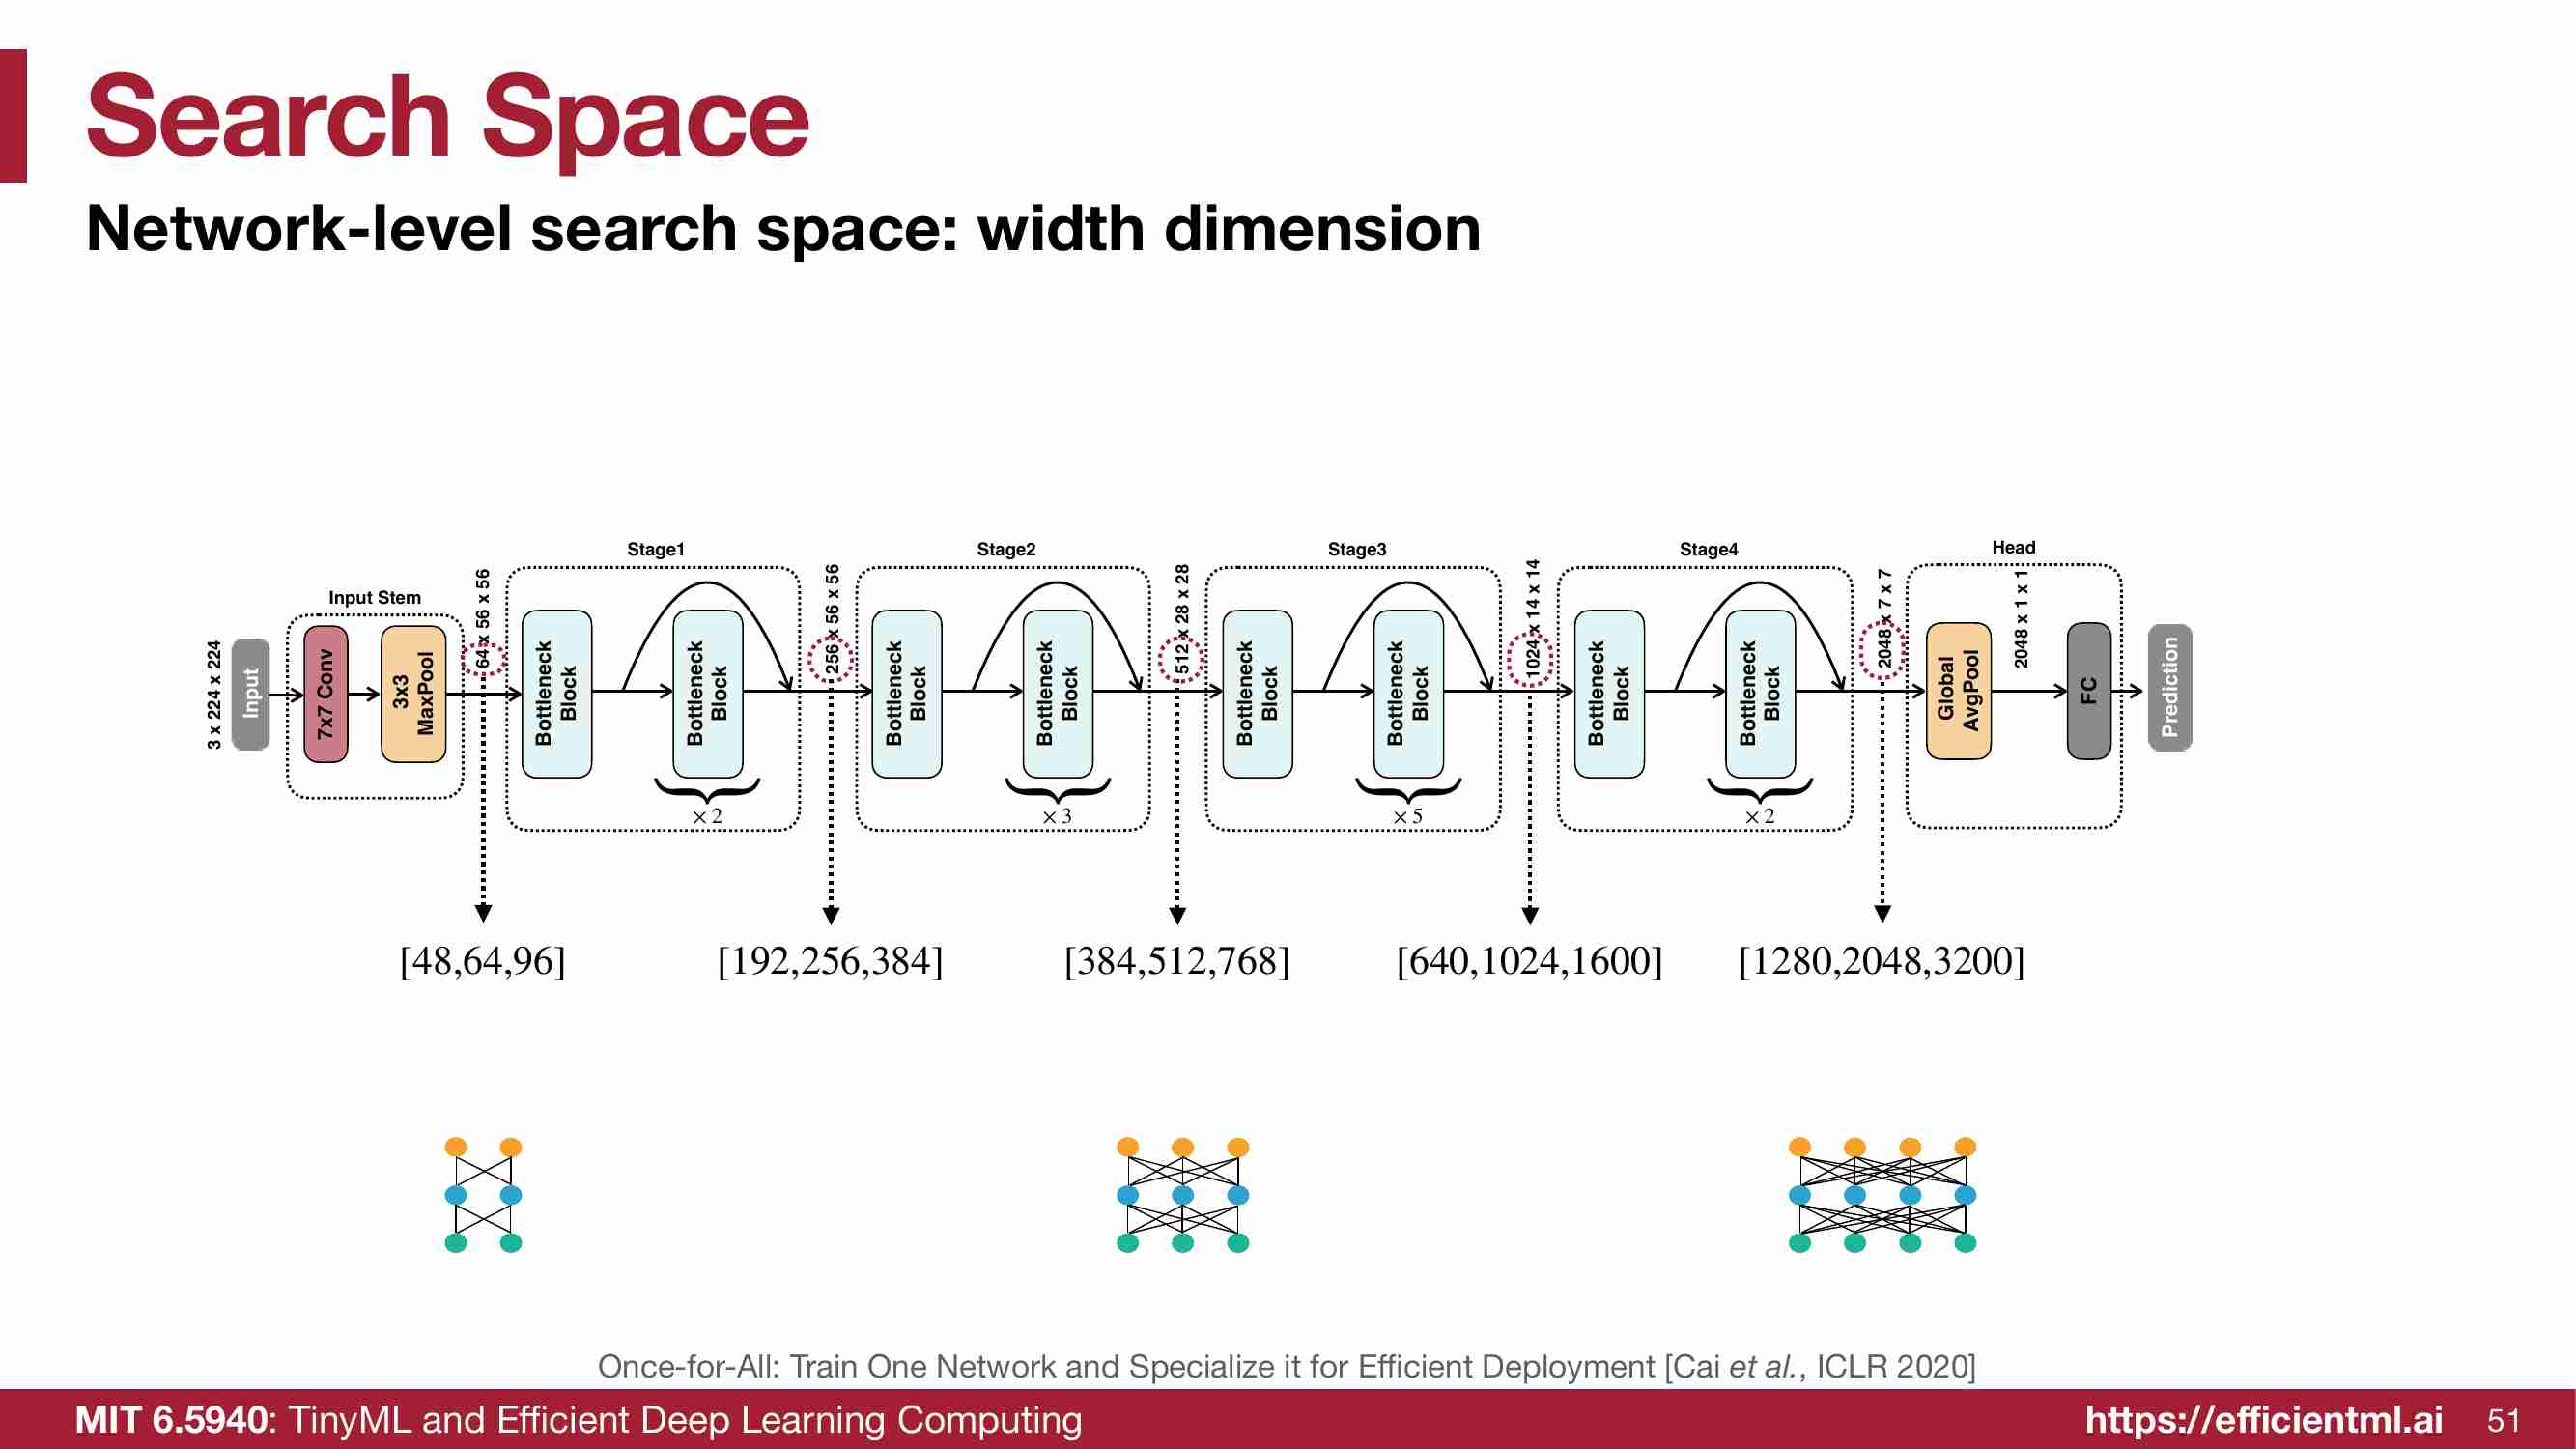 Search Space
Network-level search space: width dimension
Stage1
Stage2
Stage3
Stage4
Head
Input Stem
3 x 224 x 224
Input
7x7 Conv
3x3
MaxPool
64 x 56 x 56
Bottleneck
Block
Bottleneck
Block
× 2
256 x 56 x 56
Bottleneck
Block
Bottleneck
Block
× 3
512 x 28 x 28
Bottleneck
Block
Bottleneck
Block
× 5
1024 x 14 x 14
Bottleneck
Block
Bottleneck
Block
× 2
2048 x 7 x 7
Global
AvgPool
2048 x 1 x 1
FC
Prediction
[48,64,96]
[192,256,384]
[384,512,768]
[640,1024,1600]
[1280,2048,3200]
Once-for-All: Train One Network and Specialize it for Efficient Deployment [Cai et al., ICLR 2020]
MIT 6.5940: TinyML and Efficient Deep Learning Computing
https://efficientml.ai
51